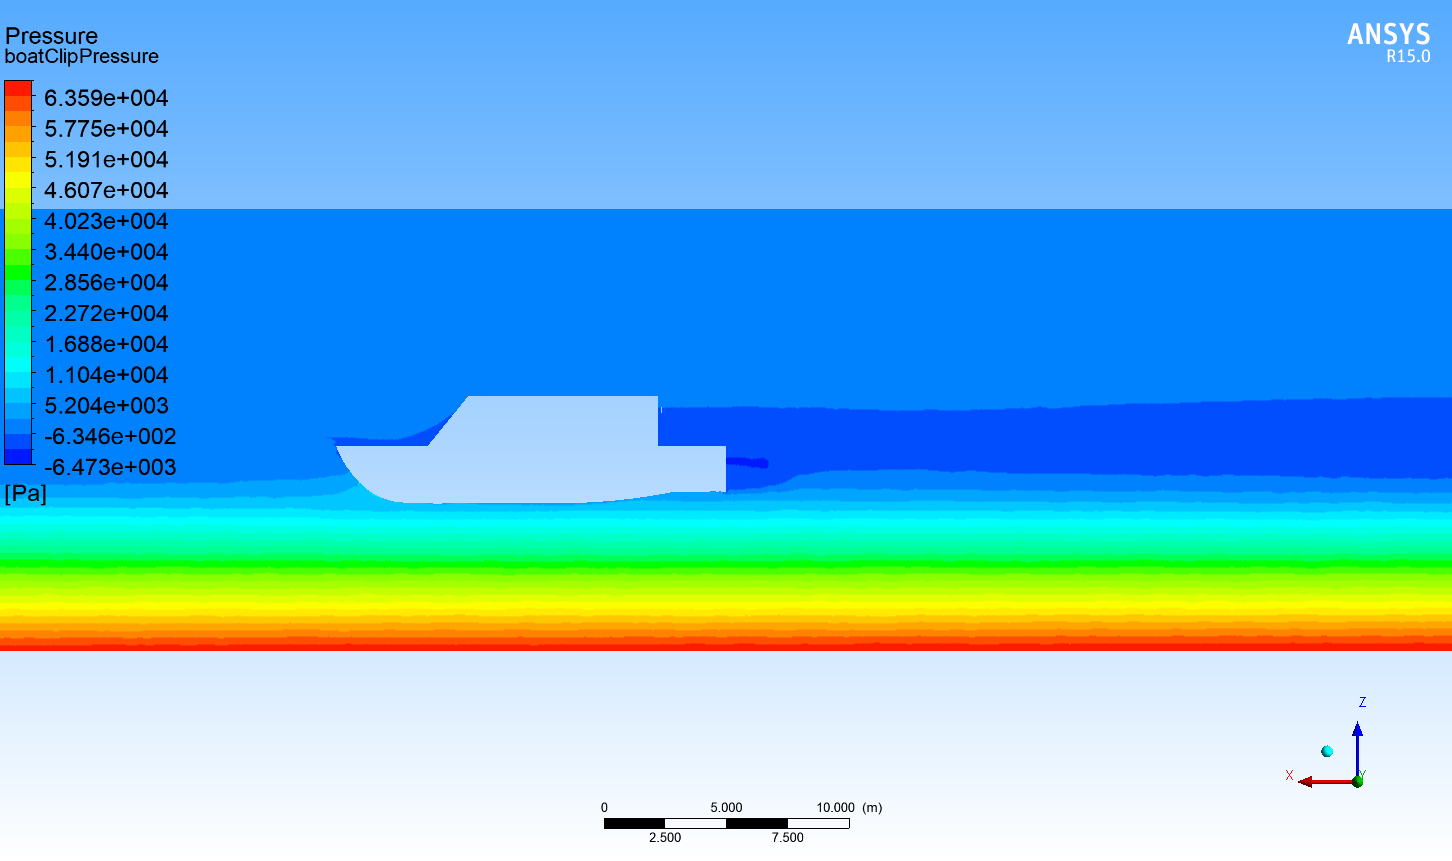 Pressure
boatClipPressure
ANSYS
R15.0
6.359e+004
5.775e+004
5.191e+004
4.607e+004
4.023e+004
3.440e+004
2.856e+004
2.272e+004
1.688e+004
1.104e+004
5.204e+003
-6.346e+002
-6.473e+003
[Pa]
Z
X
Y
0 5.000 10.000 (m)
2.500 7.500